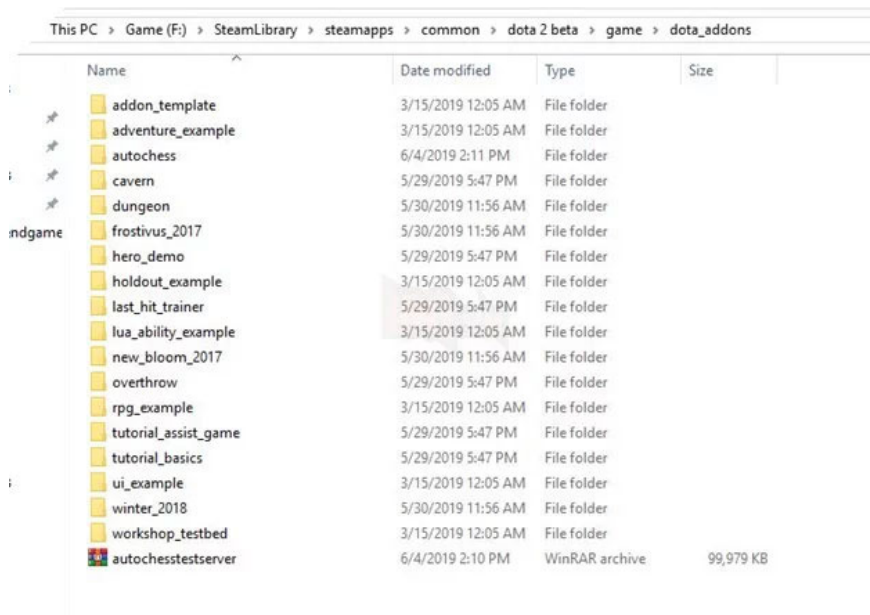 This PC > Game (F:) > SteamLibrary > steamapps > common > dota 2 beta > game > dota_addons
Name Date modified Type Size
addon_template 3/15/2019 12:05 AM File folder
adventure_example 3/15/2019 12:05 AM File folder
autochess 6/4/2019 2:11 PM File folder
cavern 5/29/2019 5:47 PM File folder
dungeon 5/30/2019 11:56 AM File folder
frostivus_2017 5/30/2019 11:56 AM File folder
hero_demo 5/29/2019 5:47 PM File folder
holdout_example 3/15/2019 12:05 AM File folder
last_hit_trainer 5/29/2019 5:47 PM File folder
lua_ability_example 3/15/2019 12:05 AM File folder
new_bloom_2017 5/30/2019 11:56 AM File folder
overthrow 5/29/2019 5:47 PM File folder
rpg_example 3/15/2019 12:05 AM File folder
tutorial_assist_game 5/29/2019 5:47 PM File folder
tutorial_basics 5/29/2019 5:47 PM File folder
ui_example 3/15/2019 12:05 AM File folder
winter_2018 5/30/2019 11:56 AM File folder
workshop_testbed 3/15/2019 12:05 AM File folder
autochesstestserver 6/4/2019 2:10 PM WinRAR archive 99,979 KB